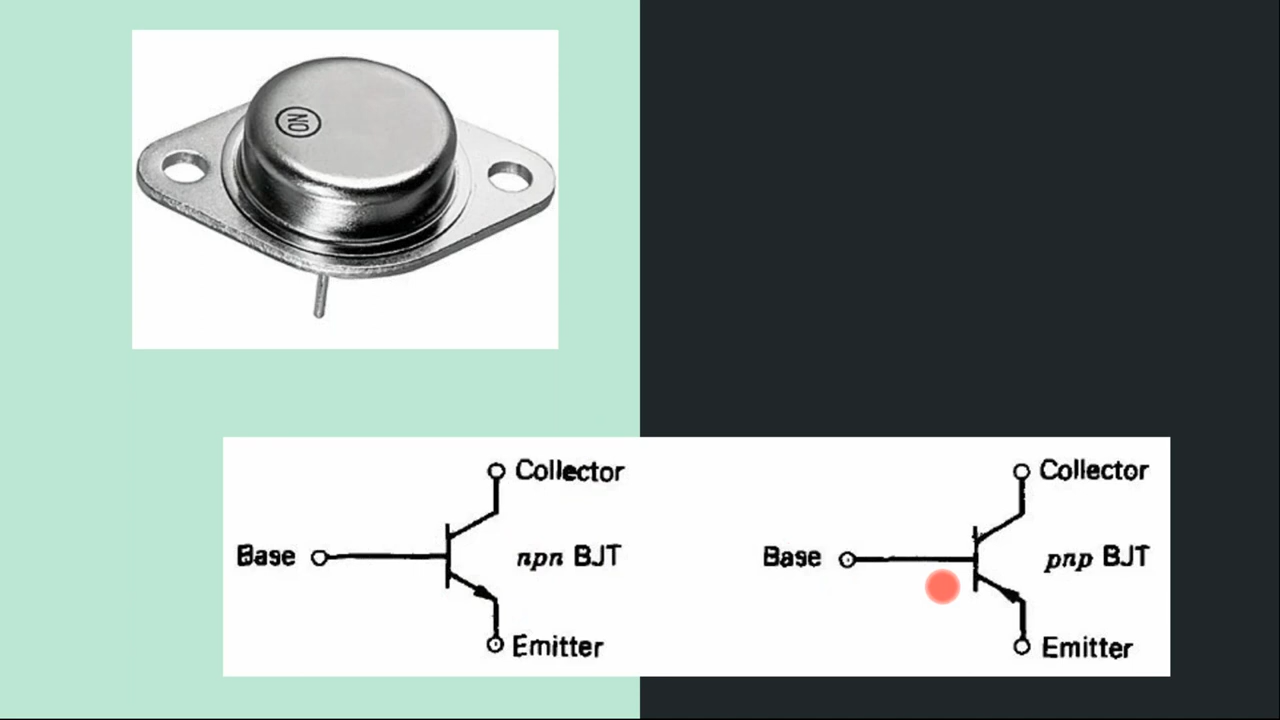 ON
Collector
Base
npn BJT
Emitter
Collector
Base
pnp BJT
Emitter